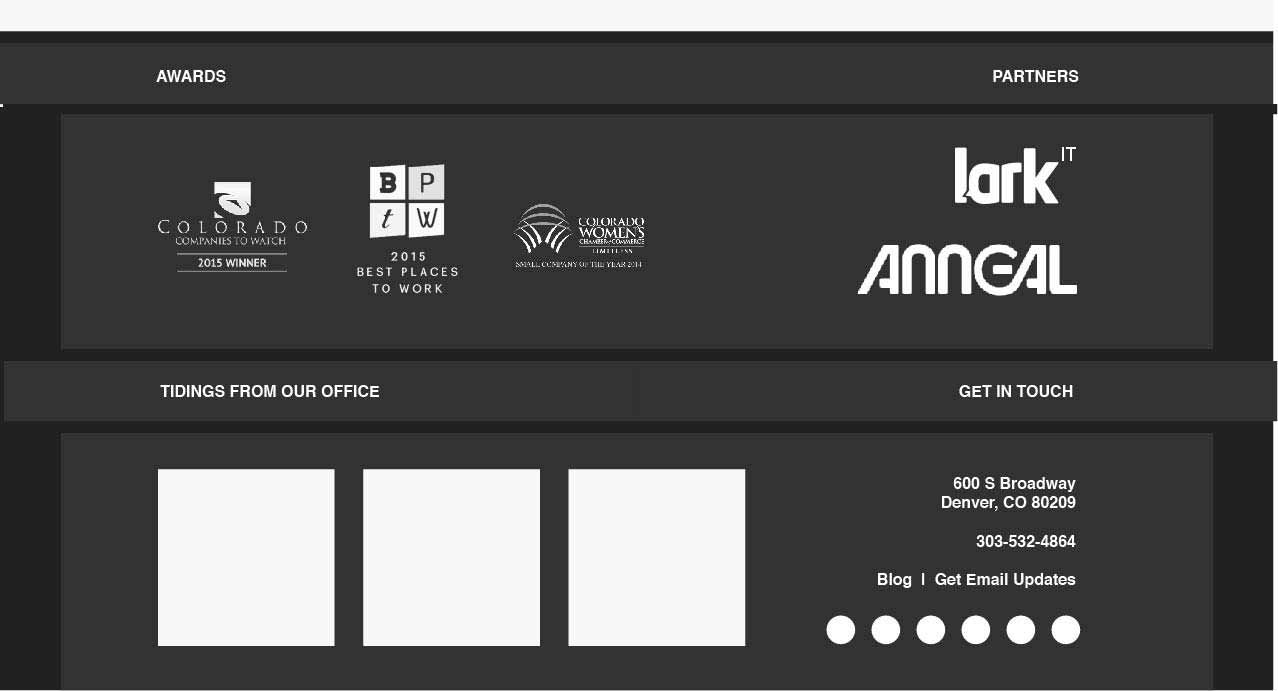 AWARDS
PARTNERS
COLORADO
COMPANIES TO WATCH
2015 WINNER
B P
t W
2015
BEST PLACES
TO WORK
COLORADO
WOMEN'S
CHAMBER of COMMERCE
LIMITLESS
SMALL COMPANY OF THE YEAR 2014
lark IT
ANNEAL
TIDINGS FROM OUR OFFICE
GET IN TOUCH
600 S Broadway
Denver, CO 80209
303-532-4864
Blog | Get Email Updates